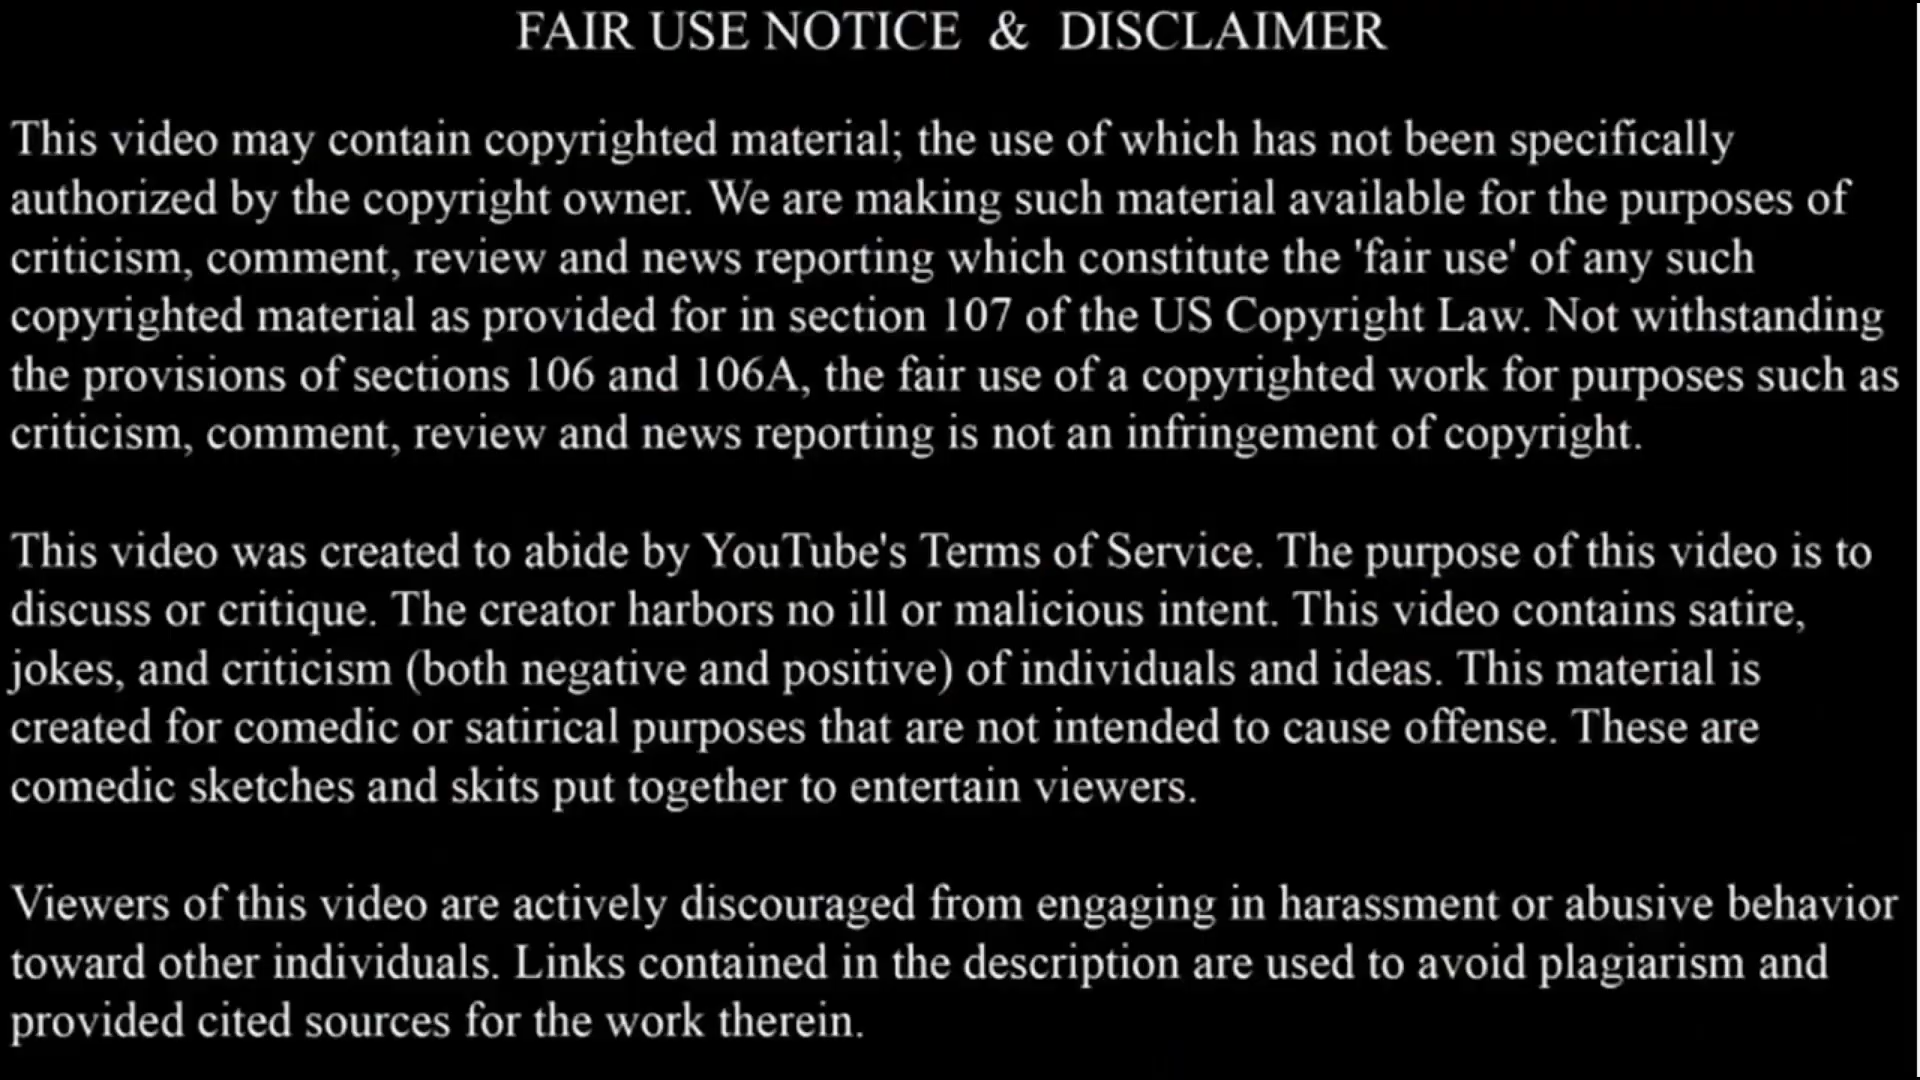 FAIR USE NOTICE & DISCLAIMER
This video may contain copyrighted material; the use of which has not been specifically
authorized by the copyright owner. We are making such material available for the purposes of
criticism, comment, review and news reporting which constitute the 'fair use' of any such
copyrighted material as provided for in section 107 of the US Copyright Law. Not withstanding
the provisions of sections 106 and 106A, the fair use of a copyrighted work for purposes such as
criticism, comment, review and news reporting is not an infringement of copyright.
This video was created to abide by YouTube's Terms of Service. The purpose of this video is to
discuss or critique. The creator harbors no ill or malicious intent. This video contains satire,
jokes, and criticism (both negative and positive) of individuals and ideas. This material is
created for comedic or satirical purposes that are not intended to cause offense. These are
comedic sketches and skits put together to entertain viewers.
Viewers of this video are actively discouraged from engaging in harassment or abusive behavior
toward other individuals. Links contained in the description are used to avoid plagiarism and
provided cited sources for the work therein.